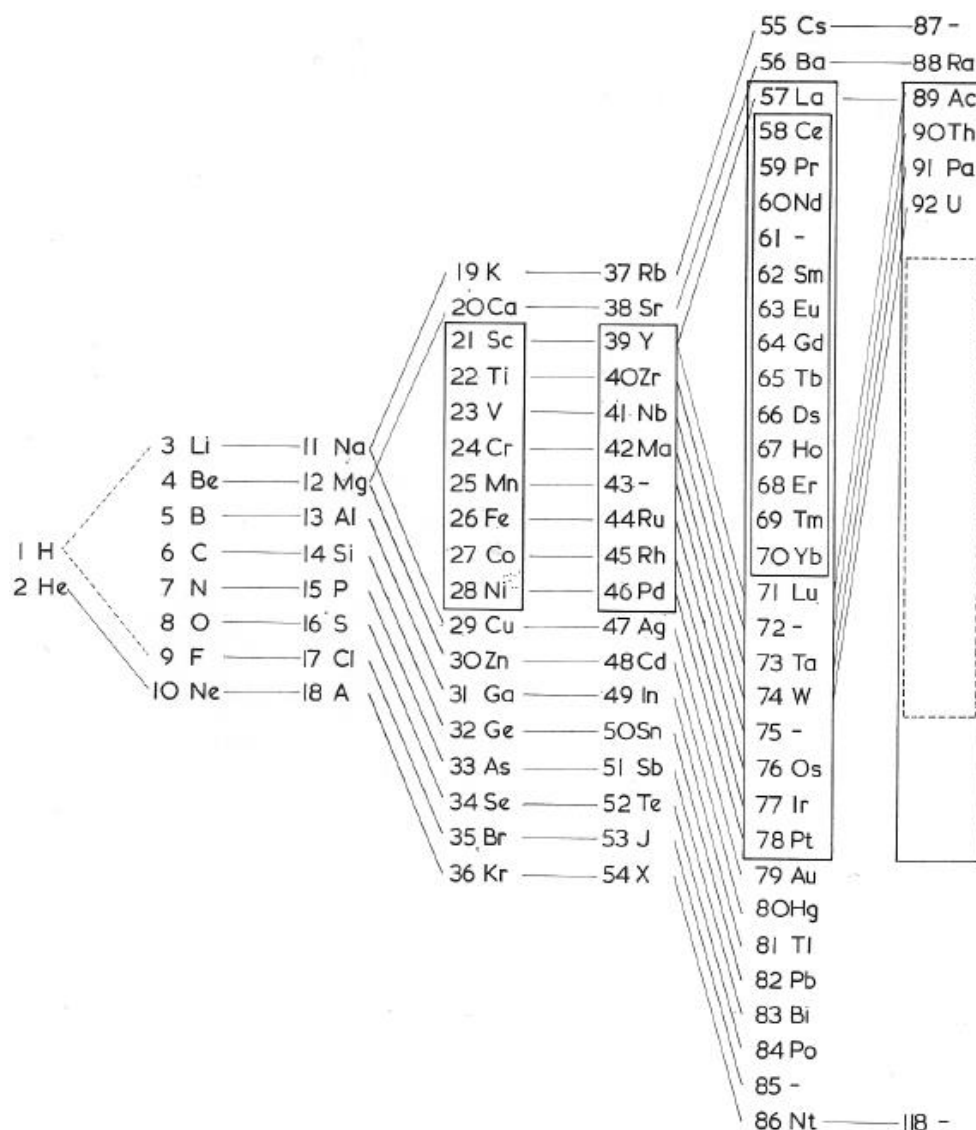 1 H
2 He
3 Li
4 Be
5 B
6 C
7 N
8 O
9 F
10 Ne
11 Na
12 Mg
13 Al
14 Si
15 P
16 S
17 Cl
18 A
19 K
20 Ca
21 Sc
22 Ti
23 V
24 Cr
25 Mn
26 Fe
27 Co
28 Ni
29 Cu
30 Zn
31 Ga
32 Ge
33 As
34 Se
35 Br
36 Kr
37 Rb
38 Sr
39 Y
40 Zr
41 Nb
42 Ma
43 -
44 Ru
45 Rh
46 Pd
47 Ag
48 Cd
49 In
50 Sn
51 Sb
52 Te
53 J
54 X
55 Cs
56 Ba
57 La
58 Ce
59 Pr
60 Nd
61 -
62 Sm
63 Eu
64 Gd
65 Tb
66 Ds
67 Ho
68 Er
69 Tm
70 Yb
71 Lu
72 -
73 Ta
74 W
75 -
76 Os
77 Ir
78 Pt
79 Au
80 Hg
81 Tl
82 Pb
83 Bi
84 Po
85 -
86 Nt
87 -
88 Ra
89 Ac
90 Th
91 Pa
92 U
118 -